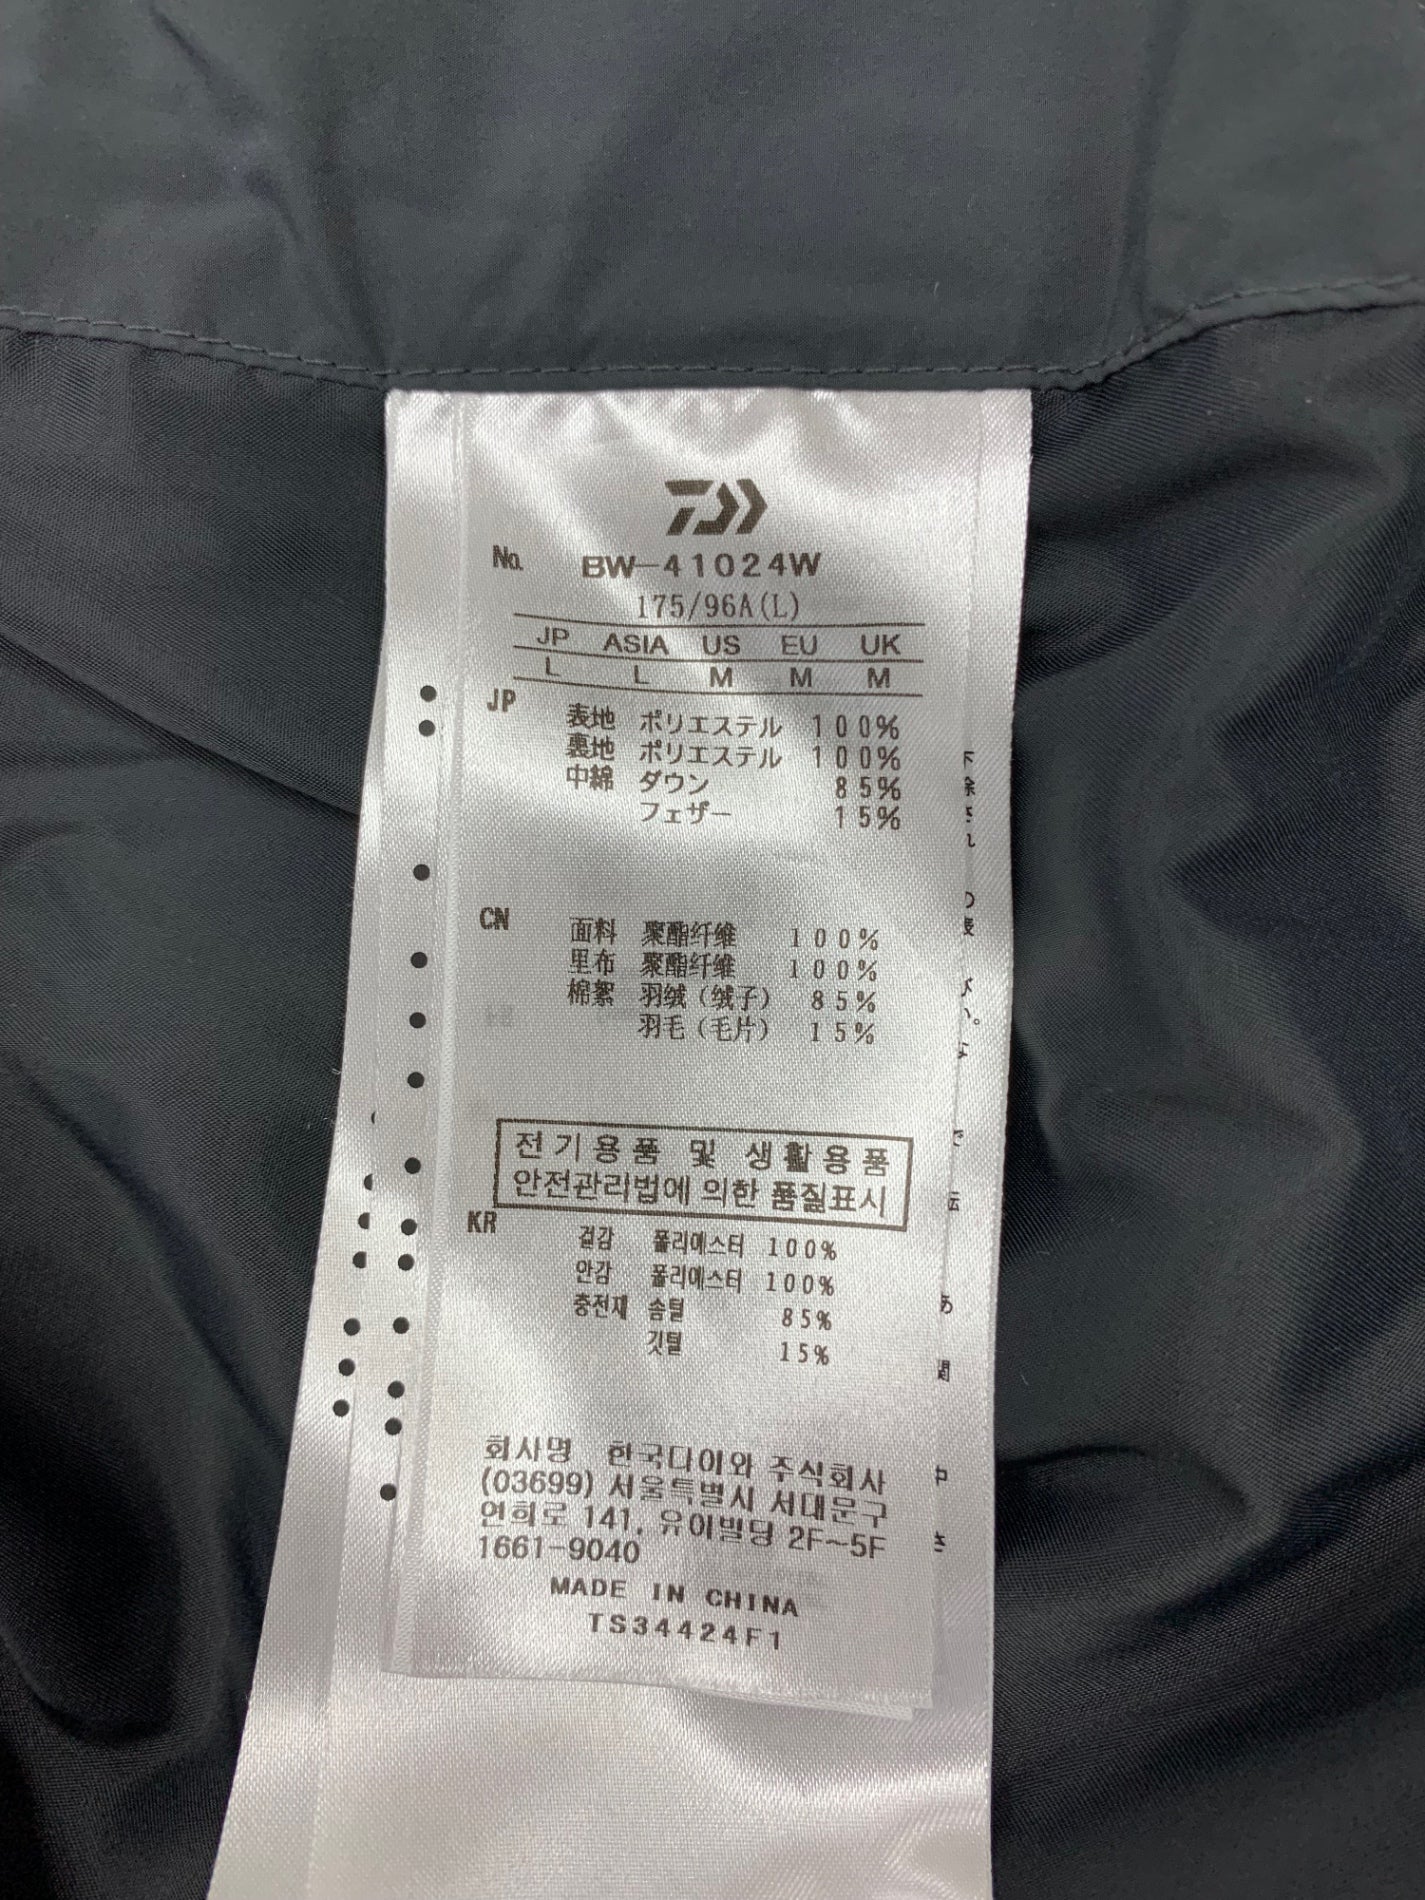 No. BW-41024W
175/96A(L)
JP ASIA US EU UK
L L M M M
JP 表地 ポリエステル 100%
裏地 ポリエステル 100%
中綿 ダウン 85%
フェザー 15%
CN 面料 聚酯纤维 100%
里布 聚酯纤维 100%
棉絮 羽绒(绒子) 85%
羽毛(毛片) 15%
전기용품 및 생활용품
안전관리법에 의한 품질표시
KR 겉감 폴리에스터 100%
안감 폴리에스터 100%
충전재 솜털 85%
깃털 15%
회사명 한국다이와 주식회사
(03699) 서울특별시 서대문구
연희로 141, 유이빌딩 2F~5F
1661-9040
MADE IN CHINA
TS34424F1